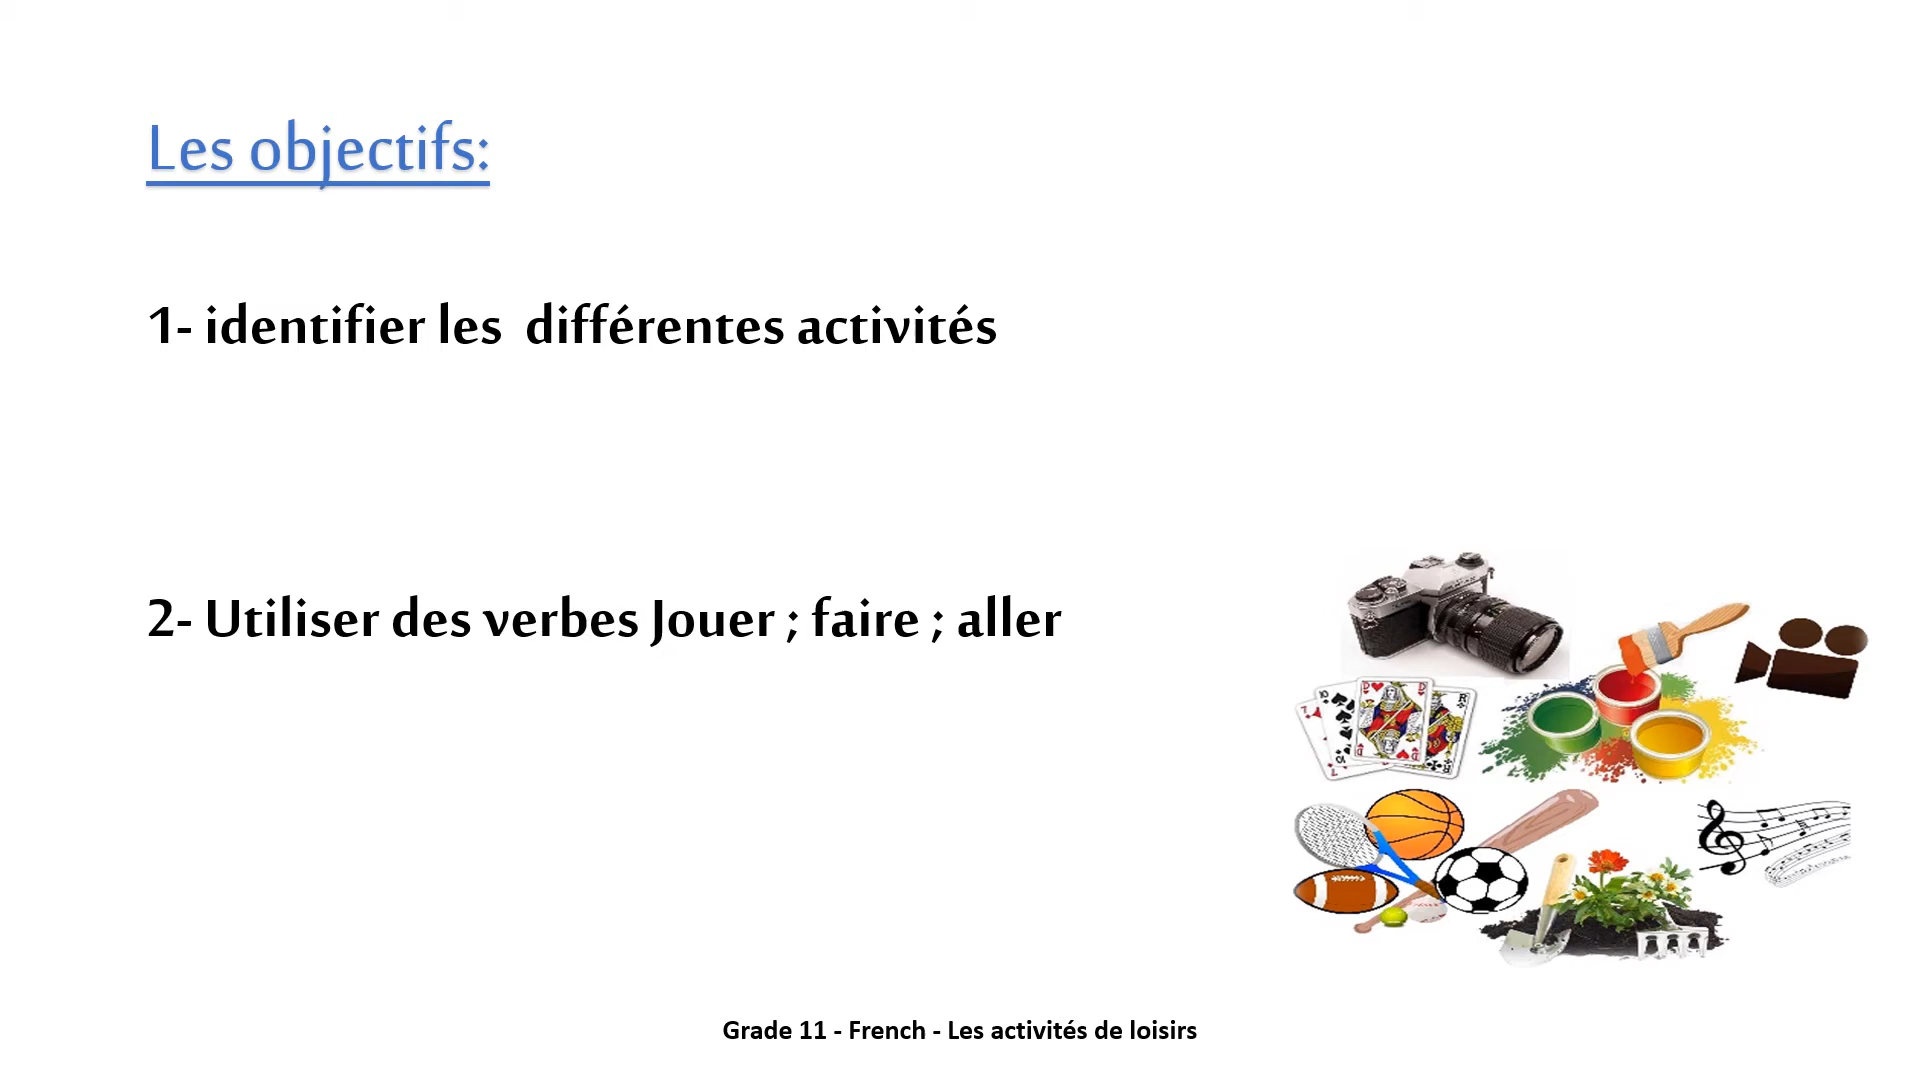 Les objectifs:
1- identifier les  différentes activités
2- Utiliser des verbes Jouer ; faire ; aller
Grade 11 - French - Les activités de loisirs